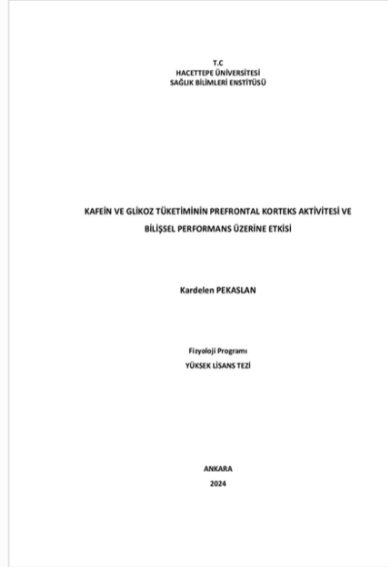 T.C
HACETTEPE ÜNİVERSİTESİ
SAĞLIK BİLİMLERİ ENSTİTÜSÜ
KAFEİN VE GLİKOZ TÜKETİMİNİN PREFRONTAL KORTEKS AKTİVİTESİ VE
BİLİŞSEL PERFORMANS ÜZERİNE ETKİSİ
Kardelen PEKASLAN
Fizyoloji Programı
YÜKSEK LİSANS TEZİ
ANKARA
2024